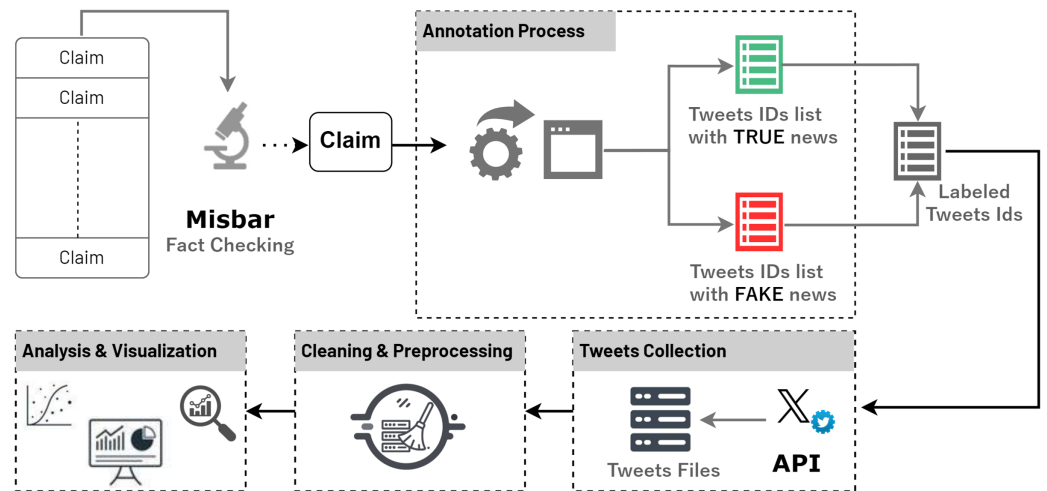 Claim
Claim
Claim
Misbar
Fact Checking
Claim
Annotation Process
Tweets IDs list
with TRUE news
Tweets IDs list
with FAKE news
Labeled
Tweets Ids
Analysis & Visualization
Cleaning & Preprocessing
Tweets Collection
Tweets Files
API